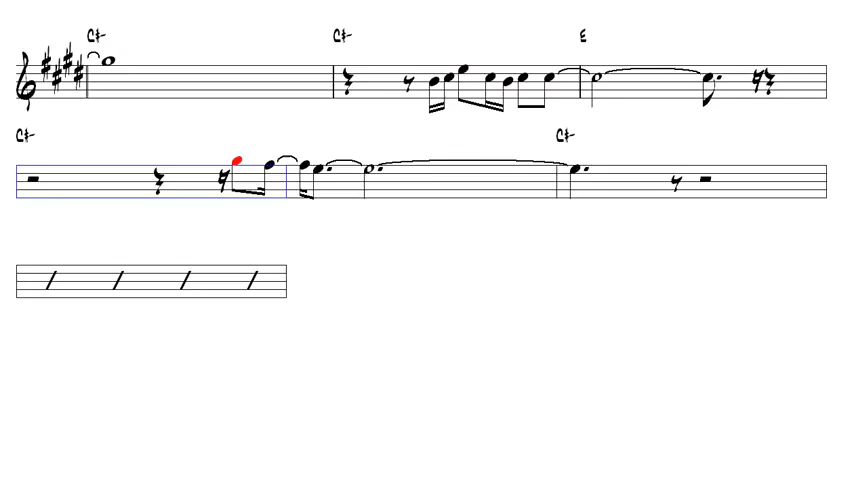 C♯- C♯- E
C♯- C♯-